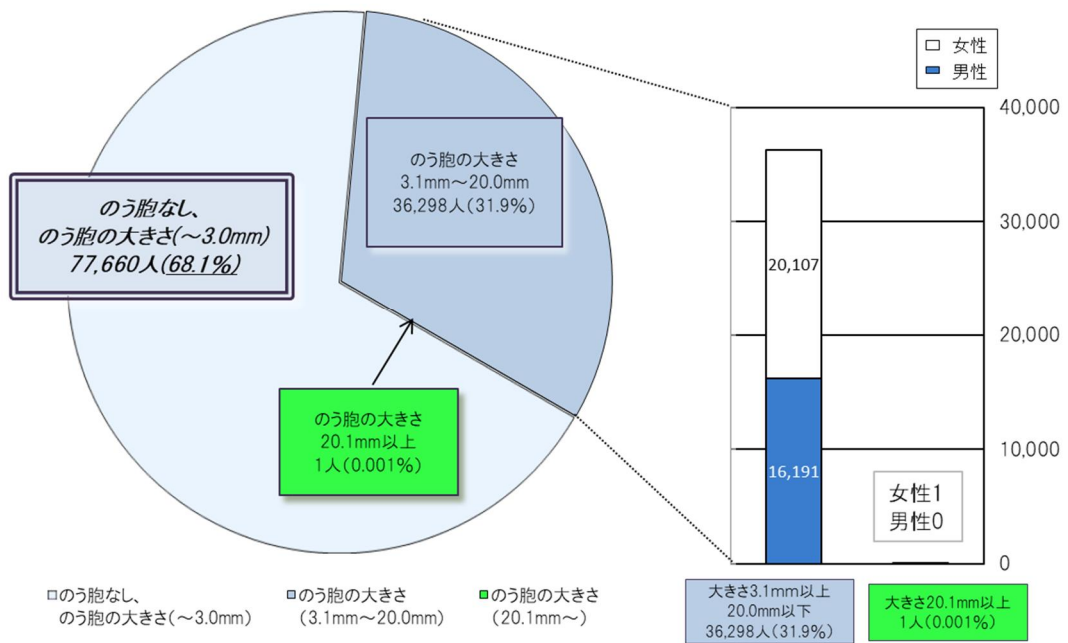 女性
男性
40,000
30,000
20,000
10,000
0
のう胞の大きさ
3.1mm～20.0mm
36,298人(31.9%)
のう胞なし、
のう胞の大きさ(～3.0mm)
77,660人(68.1%)
のう胞の大きさ
20.1mm以上
1人(0.001%)
20,107
16,191
女性1
男性0
大きさ3.1mm以上
20.0mm以下
36,298人(31.9%)
大きさ20.1mm以上
1人(0.001%)
のう胞なし、
のう胞の大きさ(～3.0mm)
のう胞の大きさ
(3.1mm～20.0mm)
のう胞の大きさ
(20.1mm～)